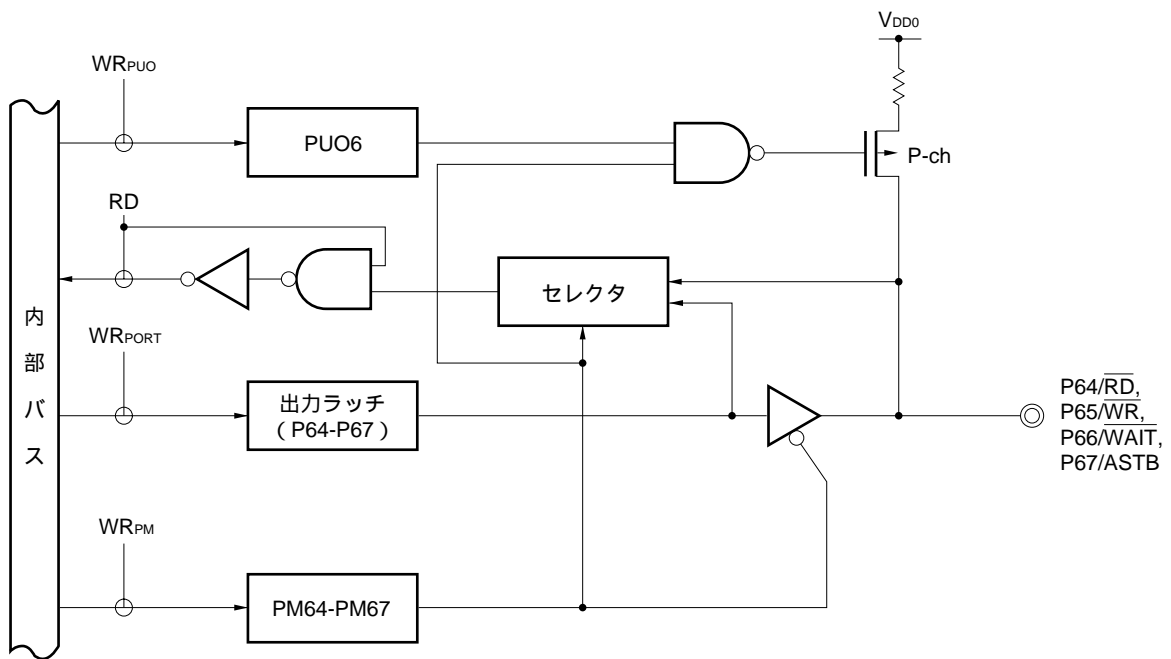 VDD0
WRPUO
PUO6
P-ch
RD
セレクタ
内部バス
WRPORT
出力ラッチ
(P64-P67)
P64/RD,
P65/WR,
P66/WAIT,
P67/ASTB
WRPM
PM64-PM67